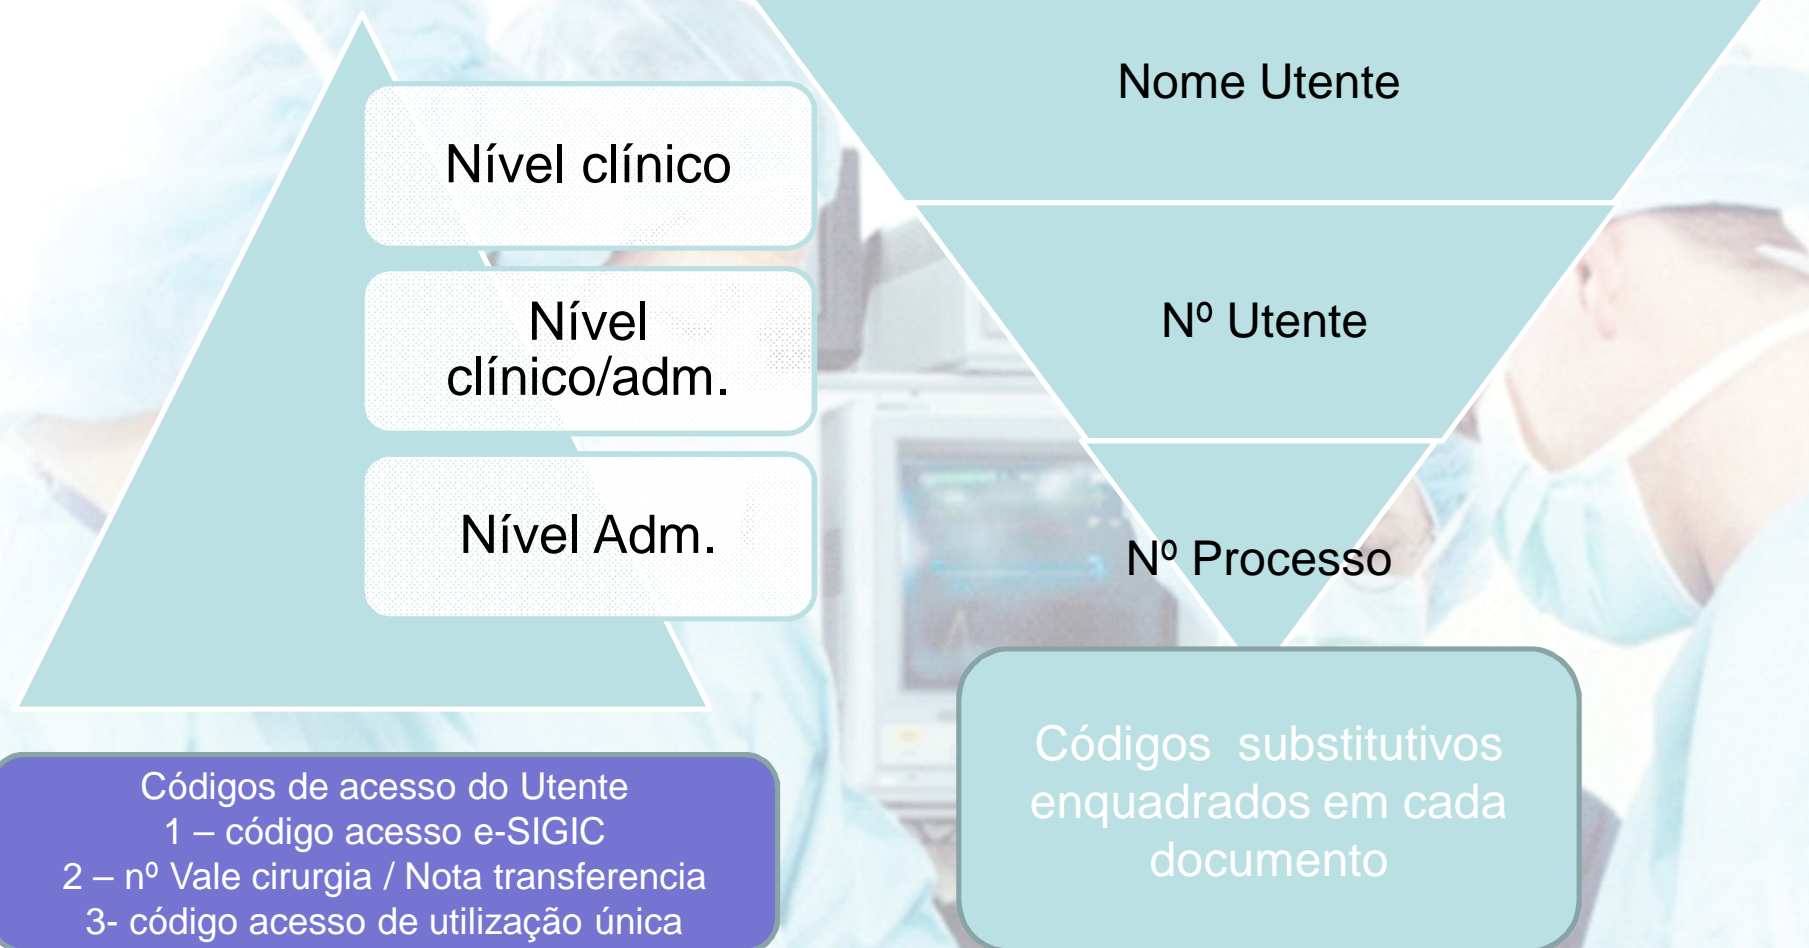 Nível clínico
Nível
clínico/adm.
Nível Adm.
Códigos de acesso do Utente
1 – código acesso e-SIGIC
2 – nº Vale cirurgia / Nota transferencia
3- código acesso de utilização única
Nome Utente
Nº Utente
Nº Processo
Códigos substitutivos
enquadrados em cada
documento